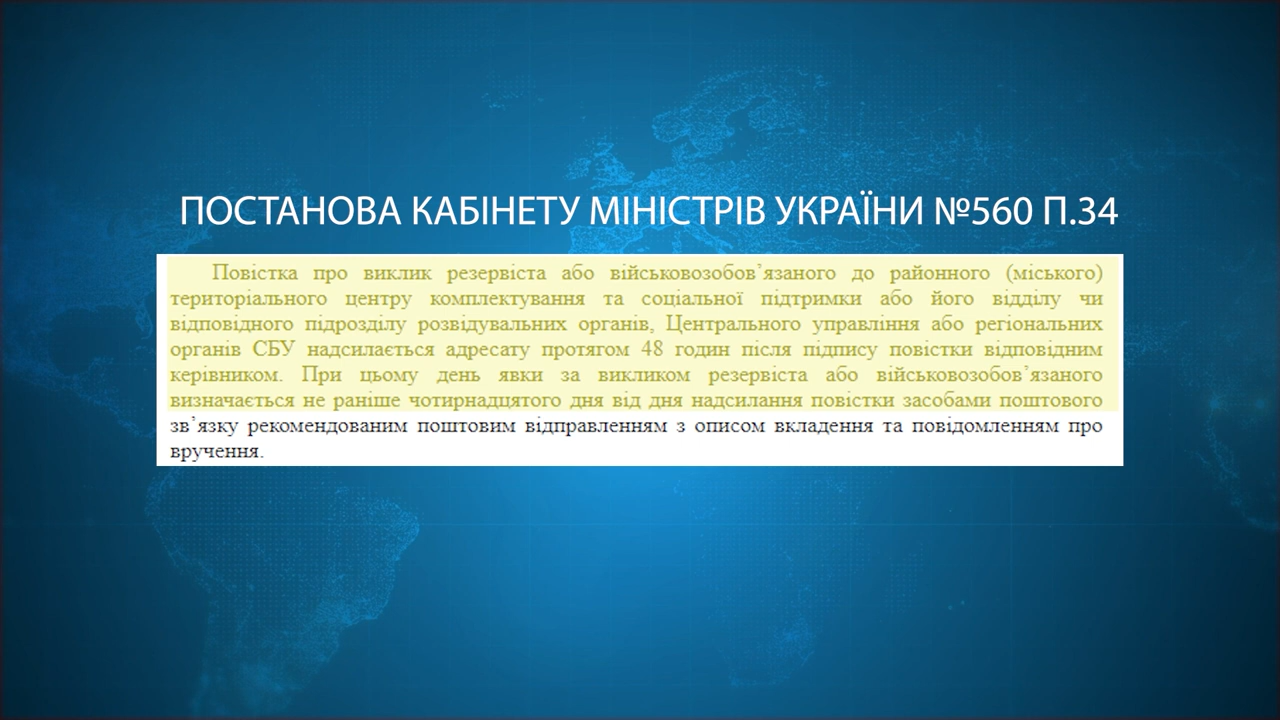 ПОСТАНОВА КАБІНЕТУ МІНІСТРІВ УКРАЇНИ №560 П.34
Повістка про виклик резервіста або військовозобов’язаного до районного (міського)
територіального центру комплектування та соціальної підтримки або його відділу чи
відповідного підрозділу розвідувальних органів, Центрального управління або регіональних
органів СБУ надсилається адресату протягом 48 годин після підпису повістки відповідним
керівником. При цьому день явки за викликом резервіста або військовозобов’язаного
визначається не раніше чотирнадцятого дня від дня надсилання повістки засобами поштового
зв’язку рекомендованим поштовим відправленням з описом вкладення та повідомленням про
вручення.